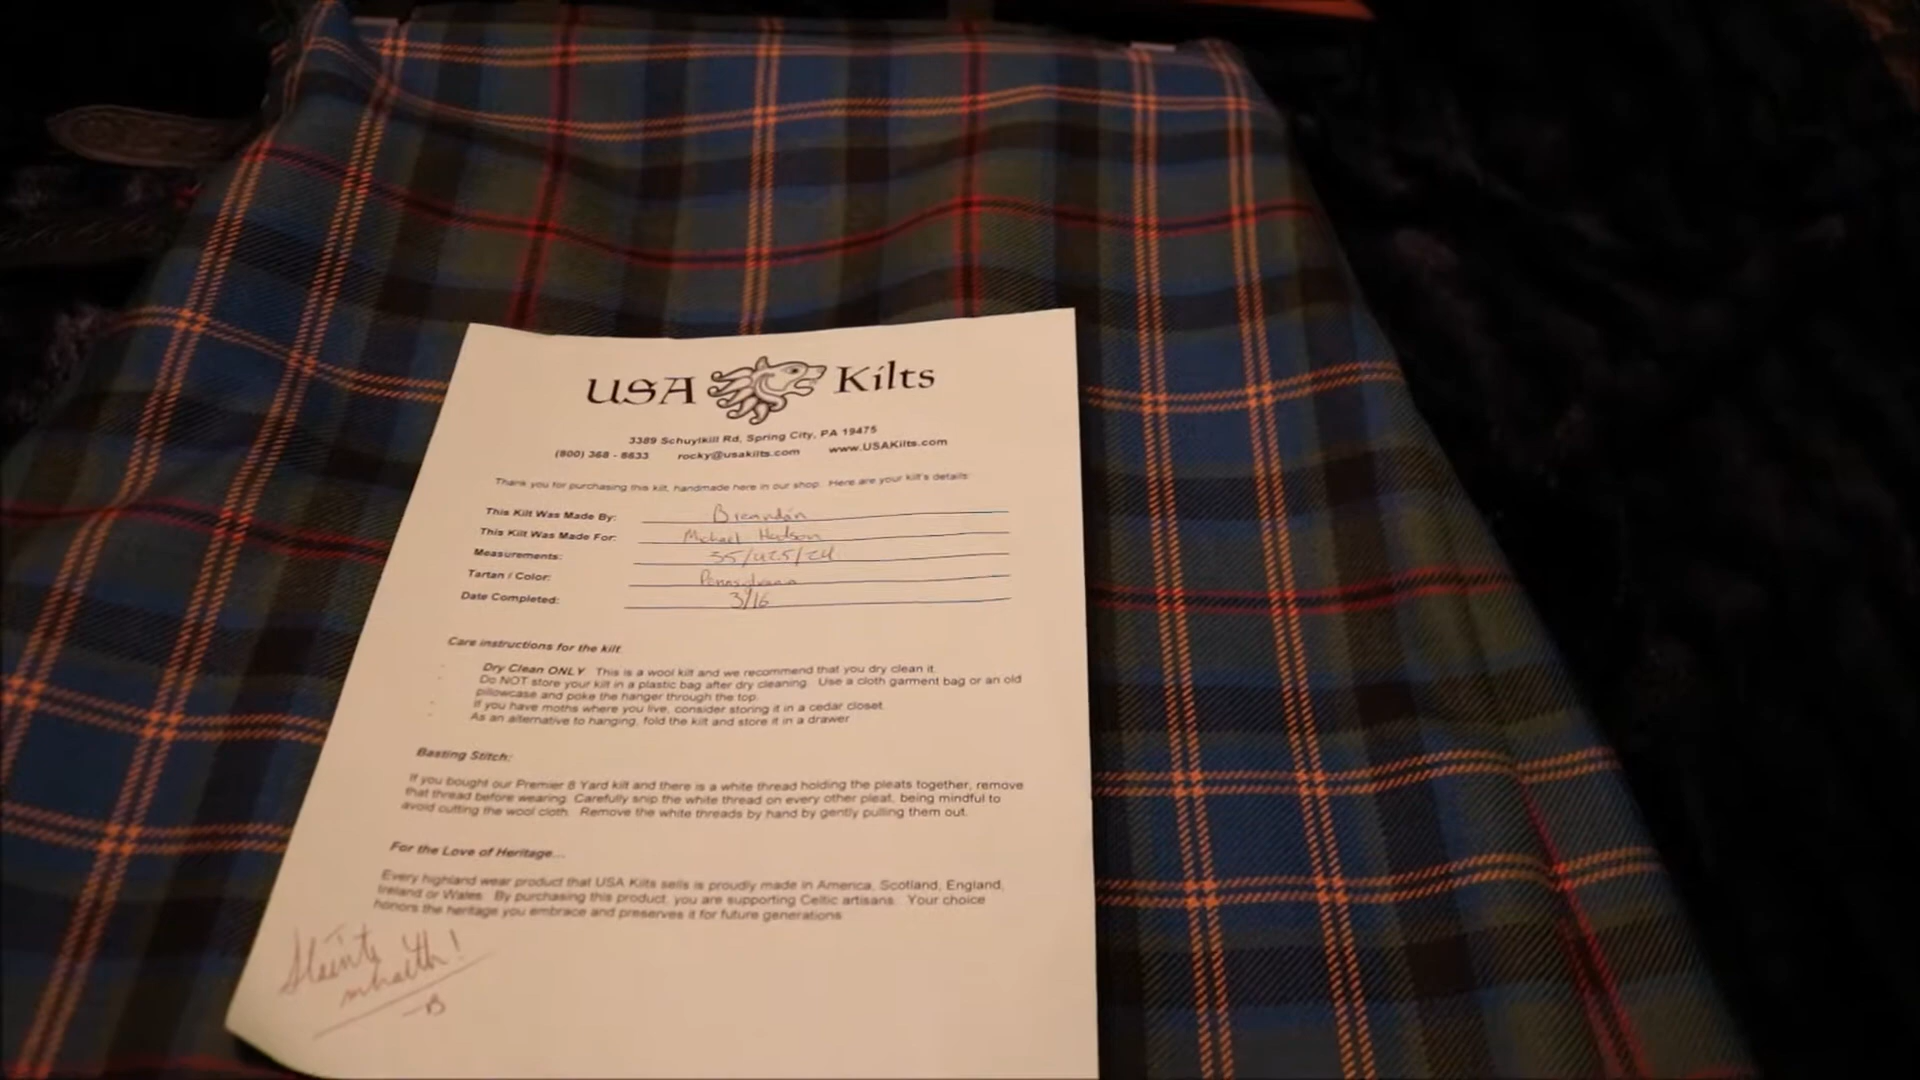 USA Kilts
3389 Schuylkill Rd, Spring City, PA 19475
(800) 368 - 8633 rocky@usakilts.com www.USAKilts.com
Thank you for purchasing this kilt, handmade here in our shop. Here are your kilt's details:
This Kilt Was Made By: Brenndan
This Kilt Was Made For: Michael Hudson
Measurements: 35/42.5/24
Tartan / Color: Pennsylvania
Date Completed: 3/16
Care instructions for the kilt.
Dry Clean ONLY This is a wool kilt and we recommend that you dry clean it.
Do NOT store your kilt in a plastic bag after dry cleaning. Use a cloth garment bag or an old
pillowcase and poke the hanger through the top.
If you have moths where you live, consider storing it in a cedar closet.
As an alternative to hanging, fold the kilt and store it in a drawer
Basting Stitch:
If you bought our Premier 8 Yard kilt and there is a white thread holding the pleats together, remove
that thread before wearing. Carefully snip the white thread on every other pleat, being mindful to
avoid cutting the wool cloth. Remove the white threads by hand by gently pulling them out.
For the Love of Heritage...
Every highland wear product that USA Kilts sells is proudly made in America, Scotland, England,
Ireland or Wales. By purchasing this product, you are supporting Celtic artisans. Your choice
honors the heritage you embrace and preserves it for future generations
Slainte
mhaith!
-B